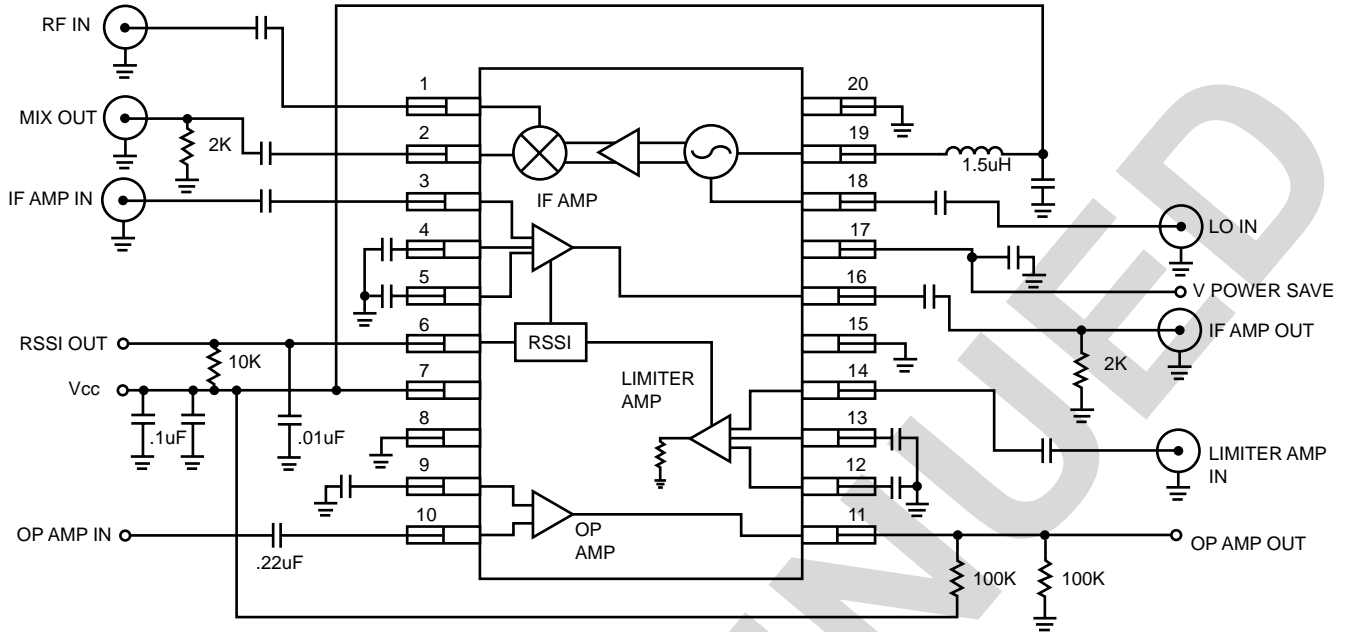 RF IN
MIX OUT
2K
IF AMP IN
RSSI OUT
10K
Vcc
.1uF
.01uF
OP AMP IN
.22uF
1
2
3
4
5
6
7
8
9
10
IF AMP
RSSI
LIMITER
AMP
OP
AMP
20
19
18
17
16
15
14
13
12
11
1.5uH
LO IN
V POWER SAVE
IF AMP OUT
2K
LIMITER AMP
IN
OP AMP OUT
100K
100K
NUED